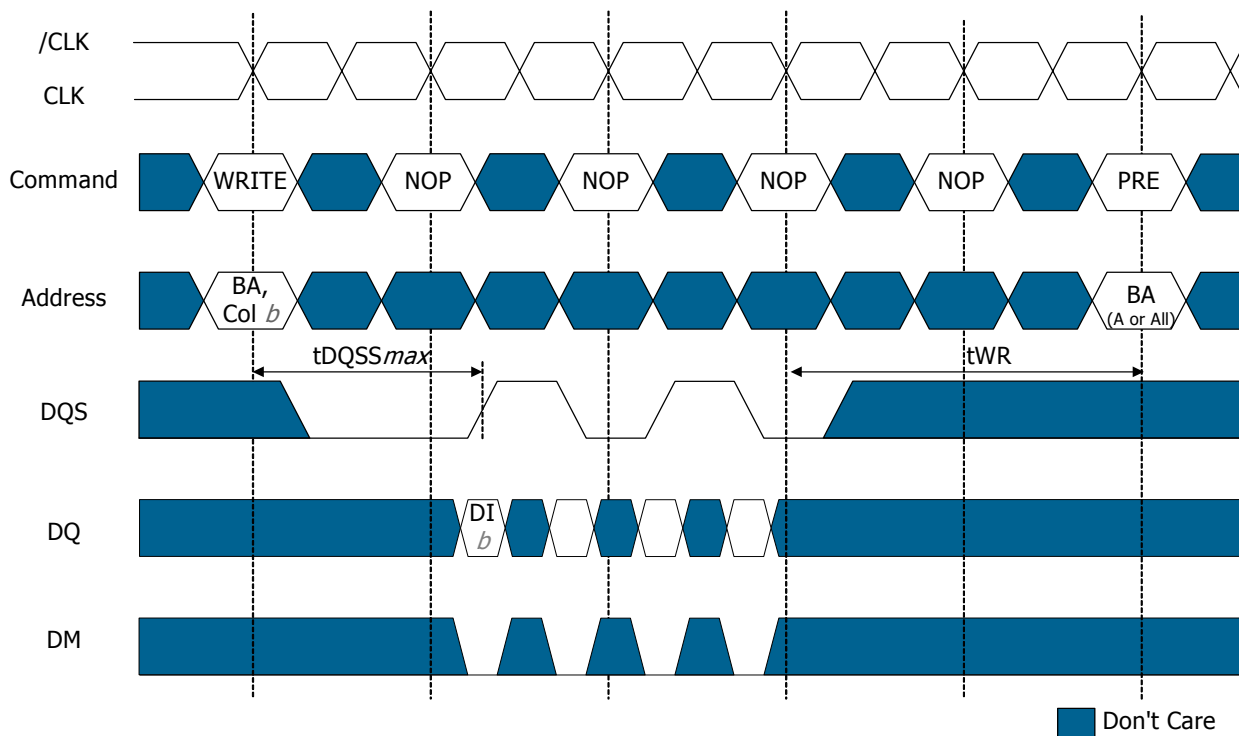 /CLK
CLK
Command
WRITE
NOP
NOP
NOP
NOP
PRE
Address
BA,
Col b
BA
(A or All)
tDQSSmax
tWR
DQS
DQ
DI
b
DM
Don't Care